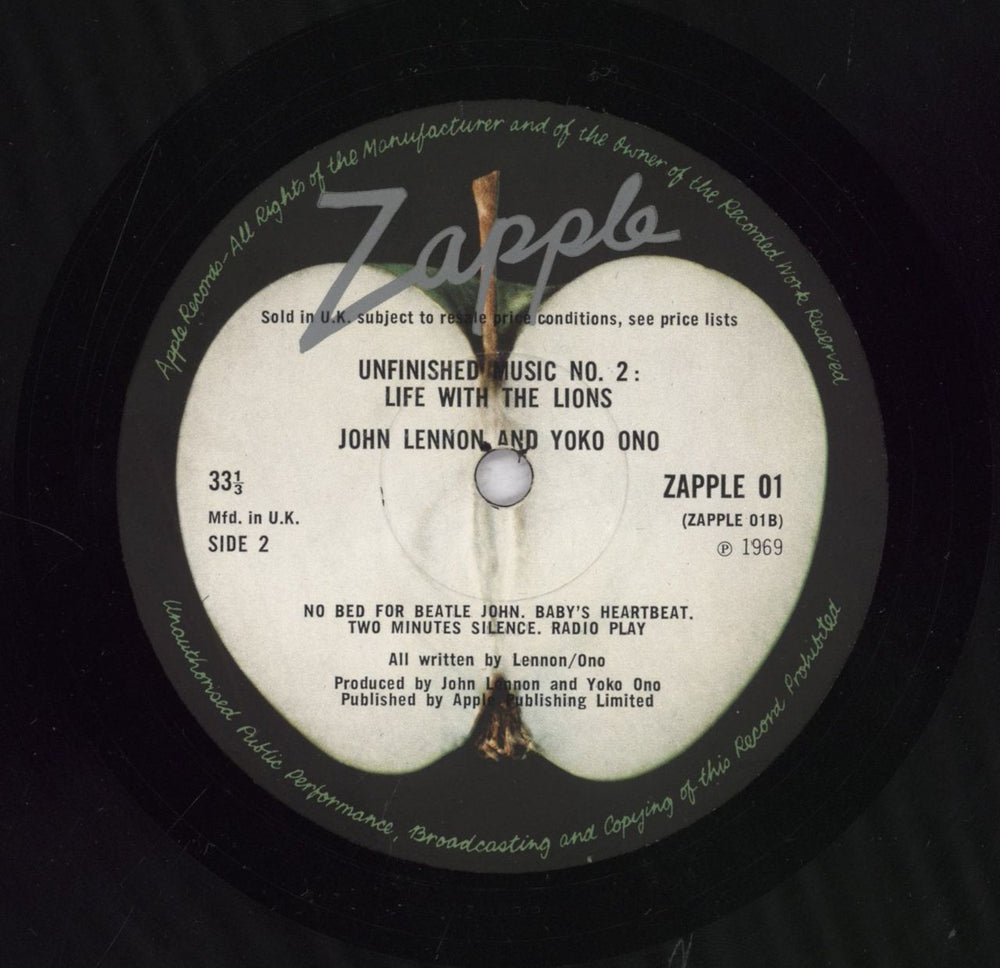 Apple Records-All Rights of the Manufacturer and of the Owner of the Recorded Work Reserved
Zapple
Sold in U.K. subject to resale price conditions, see price lists
UNFINISHED MUSIC NO. 2:
LIFE WITH THE LIONS
JOHN LENNON AND YOKO ONO
33⅓
ZAPPLE 01
Mfd. in U.K.
(ZAPPLE 01B)
SIDE 2
℗ 1969
NO BED FOR BEATLE JOHN. BABY'S HEARTBEAT.
TWO MINUTES SILENCE. RADIO PLAY
All written by Lennon/Ono
Produced by John Lennon and Yoko Ono
Published by Apple Publishing Limited
Unauthorised Public Performance, Broadcasting and Copying of this Record Prohibited